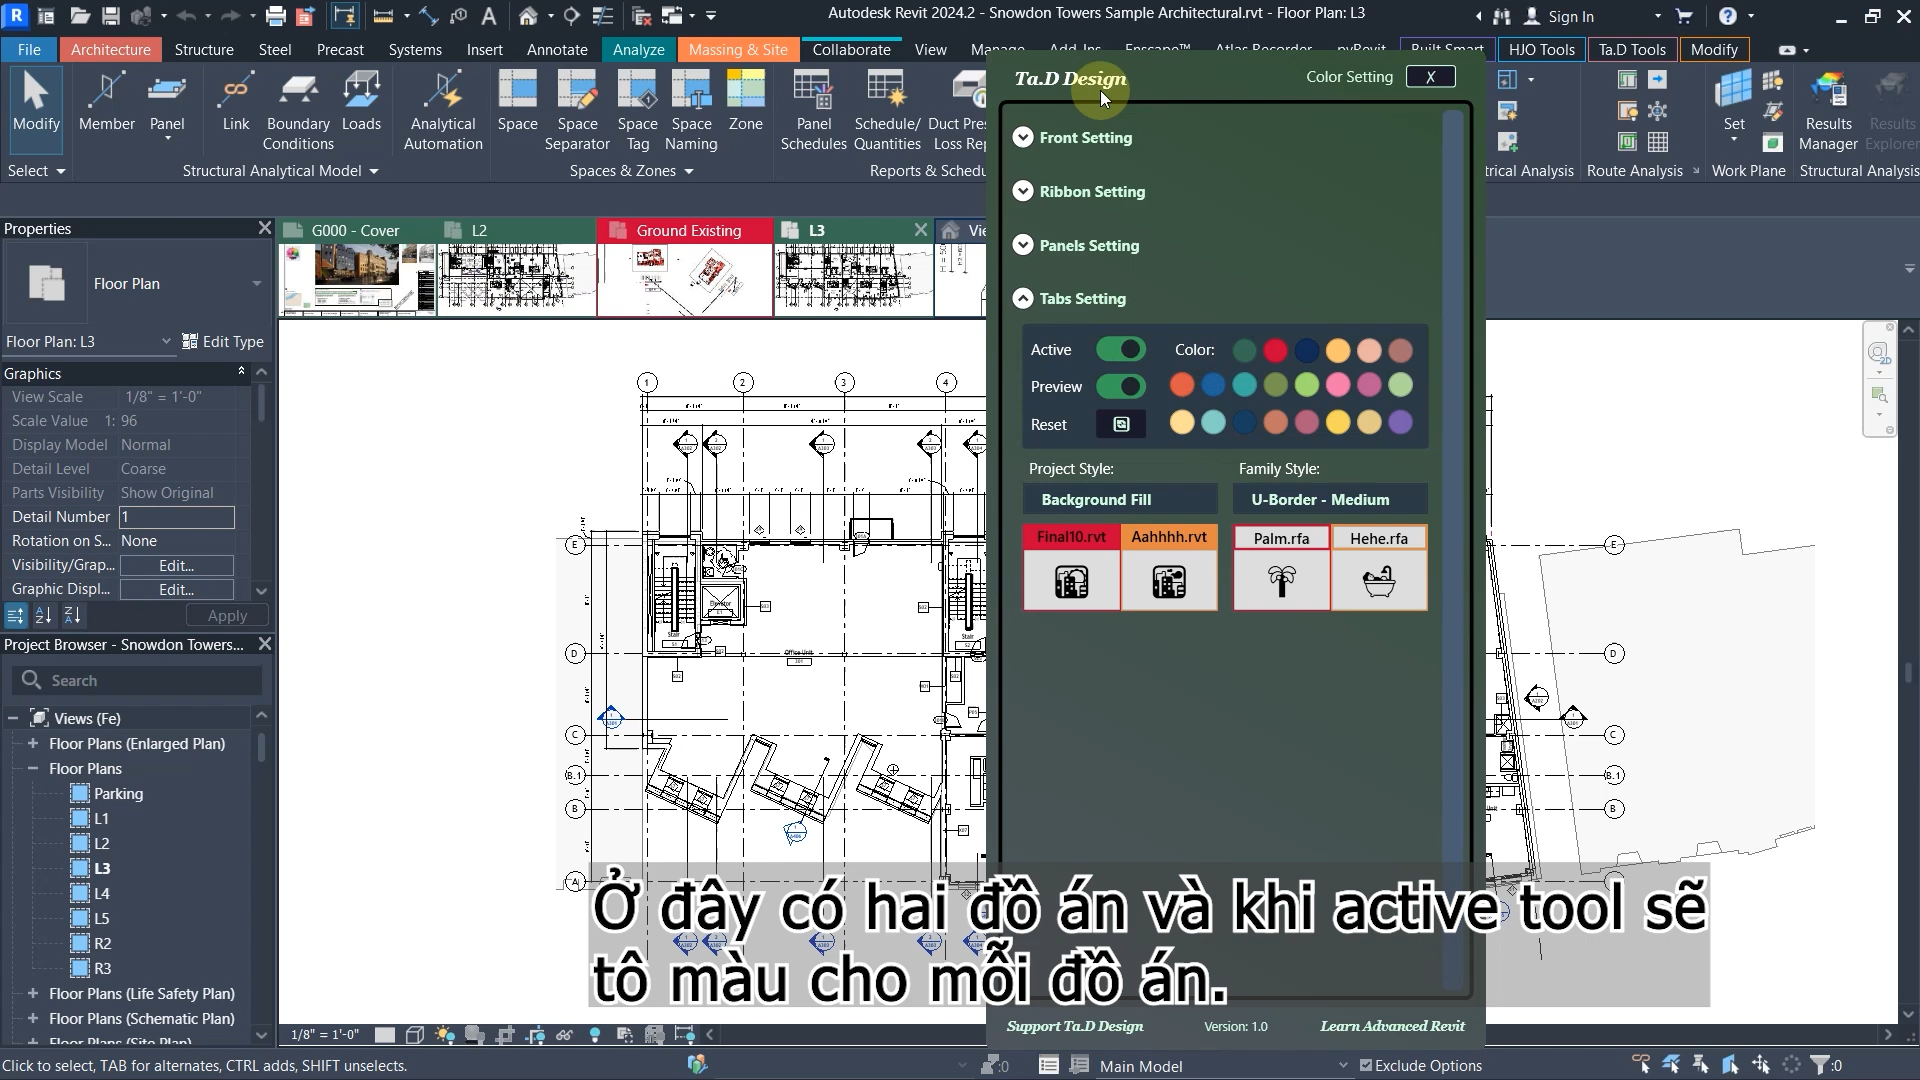 Autodesk Revit 2024.2 - Snowdon Towers Sample Architectural.rvt - Floor Plan: L3
Sign In
File
Architecture
Structure
Steel
Precast
Systems
Insert
Annotate
Analyze
Massing & Site
Collaborate
View
HJO Tools
Ta.D Tools
Modify
Modify
Member
Panel
Link
Boundary
Conditions
Loads
Analytical
Automation
Space
Space
Separator
Space
Tag
Space
Naming
Zone
Panel
Schedules
Schedule/
Quantities
Set
Results
Manager
Results
Explorer
Select
Structural Analytical Model
Spaces & Zones
Route Analysis
Work Plane
Structural Analysis
Ta.D Design
Color Setting
X
Front Setting
Ribbon Setting
Panels Setting
Tabs Setting
Active
Color:
Preview
Reset
Project Style:
Family Style:
Background Fill
U-Border - Medium
Final10.rvt
Aahhhh.rvt
Palm.rfa
Hehe.rfa
Support Ta.D Design
Version: 1.0
Learn Advanced Revit
Properties
G000 - Cover
L2
Ground Existing
L3
Floor Plan
Floor Plan: L3
Edit Type
Graphics
View Scale 1/8" = 1'-0"
Scale Value 1: 96
Display Model Normal
Detail Level Coarse
Parts Visibility Show Original
Detail Number 1
Rotation on S... None
Visibility/Grap... Edit...
Graphic Displ... Edit...
Apply
Project Browser - Snowdon Towers...
Search
Views (Fe)
Floor Plans (Enlarged Plan)
Floor Plans
Parking
L1
L2
L3
L4
L5
R2
R3
Floor Plans (Life Safety Plan)
Floor Plans (Schematic Plan)
1
2
3
4
E
D
C
B.1
B
A
E
D
C
B.1
B
Ở đây có hai đồ án và khi active tool sẽ
tô màu cho mỗi đồ án.
1/8" = 1'-0"
Click to select, TAB for alternates, CTRL adds, SHIFT unselects.
:0
Main Model
Exclude Options
:0